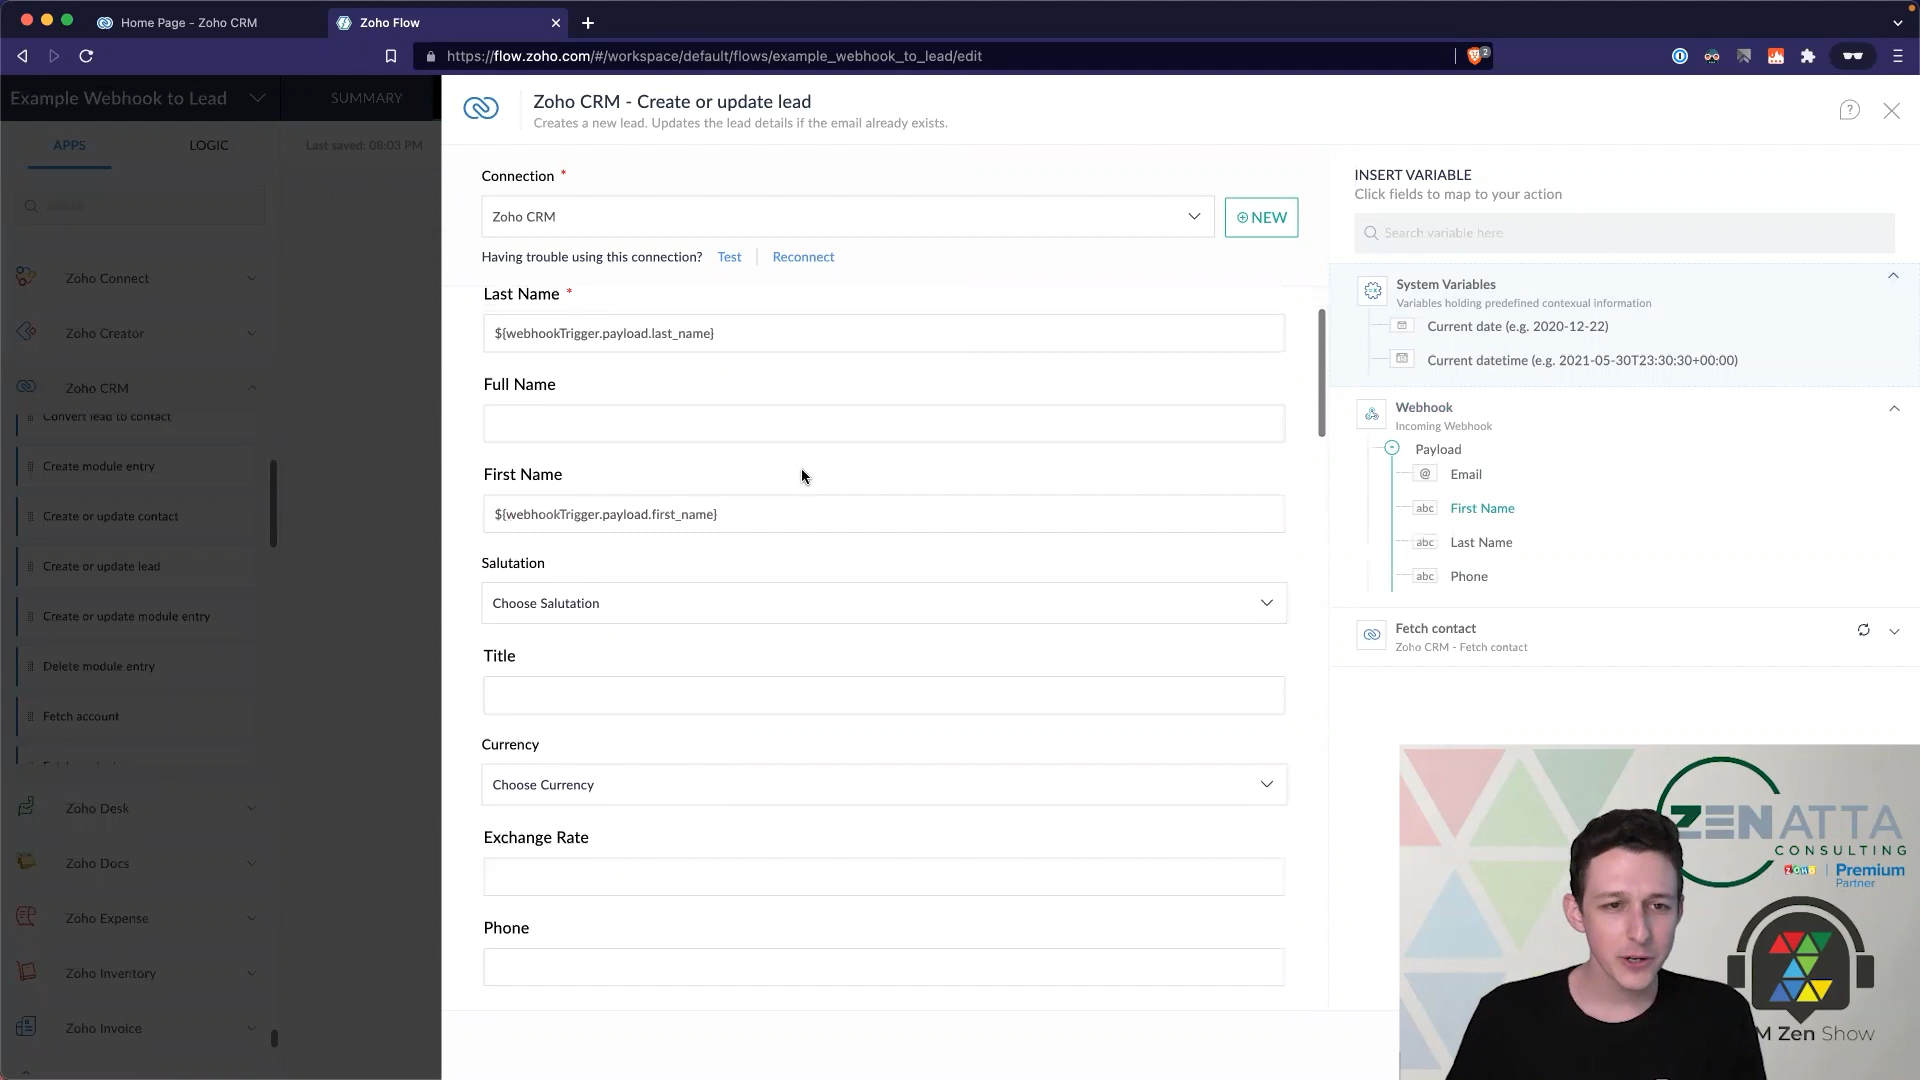 Home Page - Zoho CRM
Zoho Flow
https://flow.zoho.com/#/workspace/default/flows/example_webhook_to_lead/edit
2
Example Webhook to Lead
SUMMARY
APPS
LOGIC
Last saved: 08:03 PM
Zoho Connect
Zoho Creator
Zoho CRM
Convert lead to contact
Create module entry
Create or update contact
Create or update lead
Create or update module entry
Delete module entry
Fetch account
Zoho Desk
Zoho Docs
Zoho Expense
Zoho Inventory
Zoho Invoice
Zoho CRM - Create or update lead
Creates a new lead. Updates the lead details if the email already exists.
Connection *
Zoho CRM
NEW
Having trouble using this connection? Test Reconnect
Last Name *
${webhookTrigger.payload.last_name}
Full Name
First Name
${webhookTrigger.payload.first_name}
Salutation
Choose Salutation
Title
Currency
Choose Currency
Exchange Rate
Phone
INSERT VARIABLE
Click fields to map to your action
Search variable here
System Variables
Variables holding predefined contexual information
Current date (e.g. 2020-12-22)
Current datetime (e.g. 2021-05-30T23:30:30+00:00)
Webhook
Incoming Webhook
Payload
@ Email
abc First Name
abc Last Name
abc Phone
Fetch contact
Zoho CRM - Fetch contact
ZENATTA
CONSULTING
ZOHO | Premium
Partner
M Zen Show